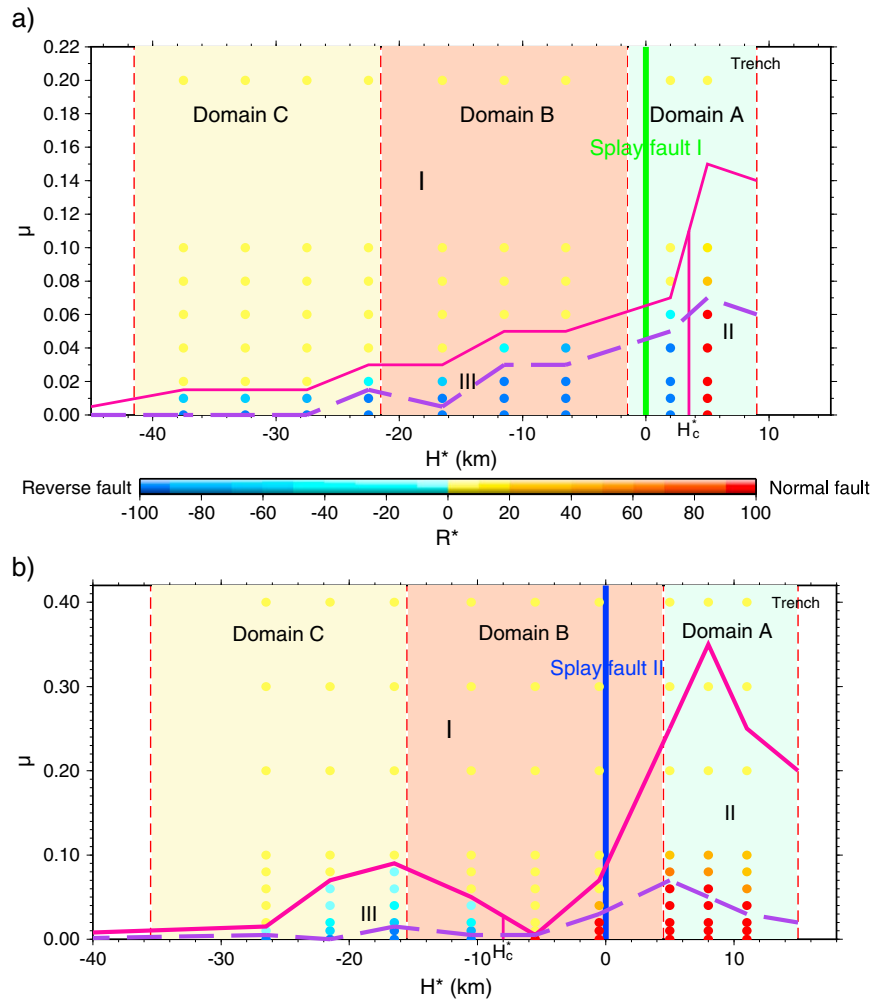 a)
0.22
0.20
0.18
0.16
0.14
0.12
0.10
0.08
0.06
0.04
0.02
0.00
μ
Trench
Domain C
Domain B
Domain A
Splay fault I
I
II
III
-40
-30
-20
-10
0
H*c
10
H* (km)
Reverse fault
Normal fault
-100 -80 -60 -40 -20 0 20 40 60 80 100
R*
b)
0.40
0.30
0.20
0.10
0.00
μ
Trench
Domain C
Domain B
Domain A
Splay fault II
I
II
III
-40
-30
-20
-10
H*c
0
10
H* (km)